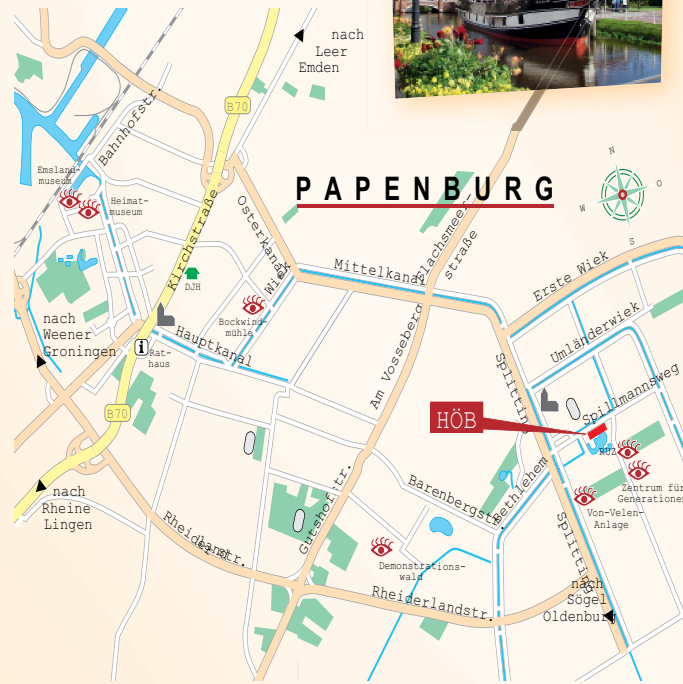 nach
Leer
Emden
B70
Bahnhofstr.
Emsland-
museum
Heimat-
museum
PAPENBURG
N
O
S
W
Kirchstraße
Osterkanal
Wiek
Mittelkanal
Flachsmeer-
straße
Erste Wiek
DJH
Bockwind-
mühle
Umländerwiek
nach
Weener
Groningen
i
Rat-
haus
Hauptkanal
Am Vosseberg
Splitting
HÖB
Spillmannsweg
B70
RÜZ
Zentrum für
Generationen
Von-Velen-
Anlage
nach
Rheine
Lingen
Gutshofstr.
Barenbergstr.
Bethlehem
Splitting
Rheiderlandstr.
Demonstrations-
wald
Rheiderlandstr.
nach
Sögel
Oldenburg